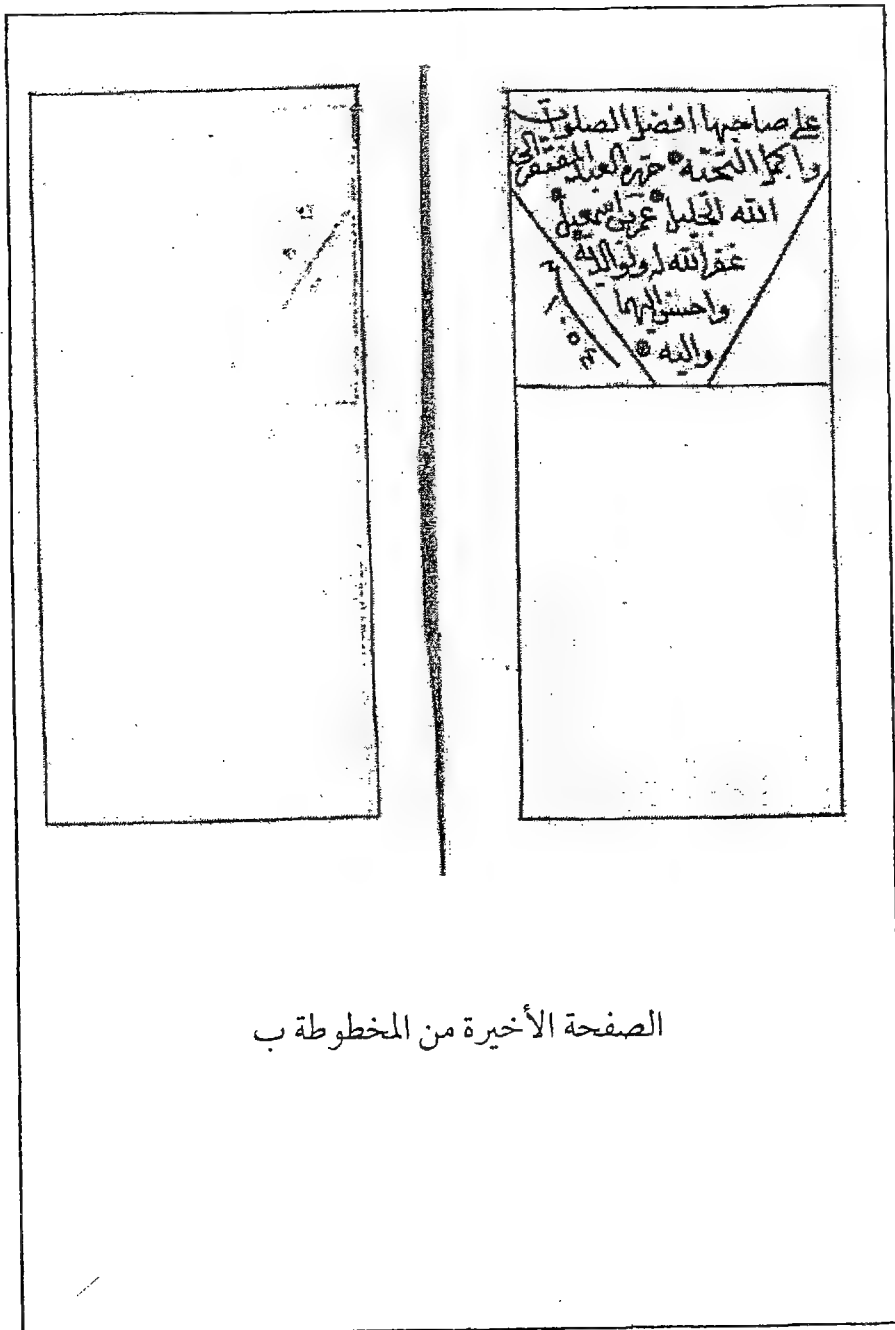 على صاحبها افضل الصلوات
واكمل التحية * حرره العبد المفتقر الى
الله الجليل * عمر بن اسمعيل *
غفر الله له ولوالديه
واحسن اليهما
واليه *
١٠٥٤
الصفحة الأخيرة من المخطوطة ب